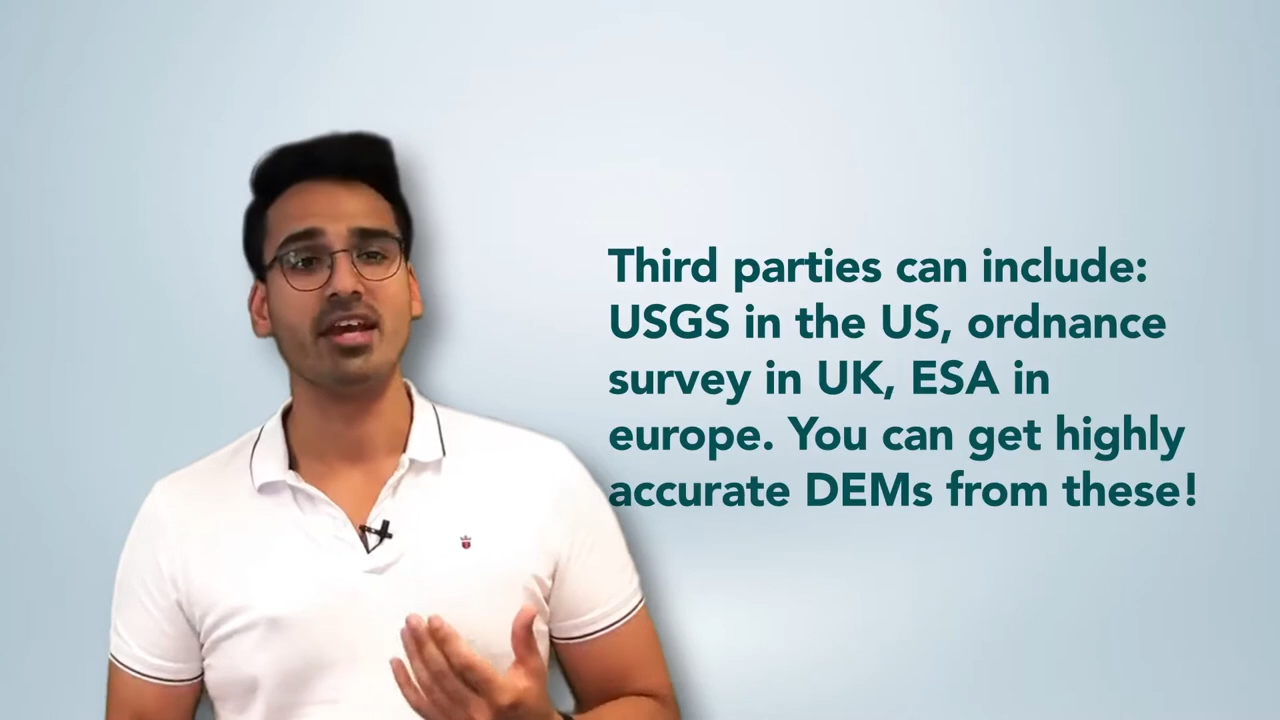 Third parties can include:
USGS in the US, ordnance
survey in UK, ESA in
europe. You can get highly
accurate DEMs from these!